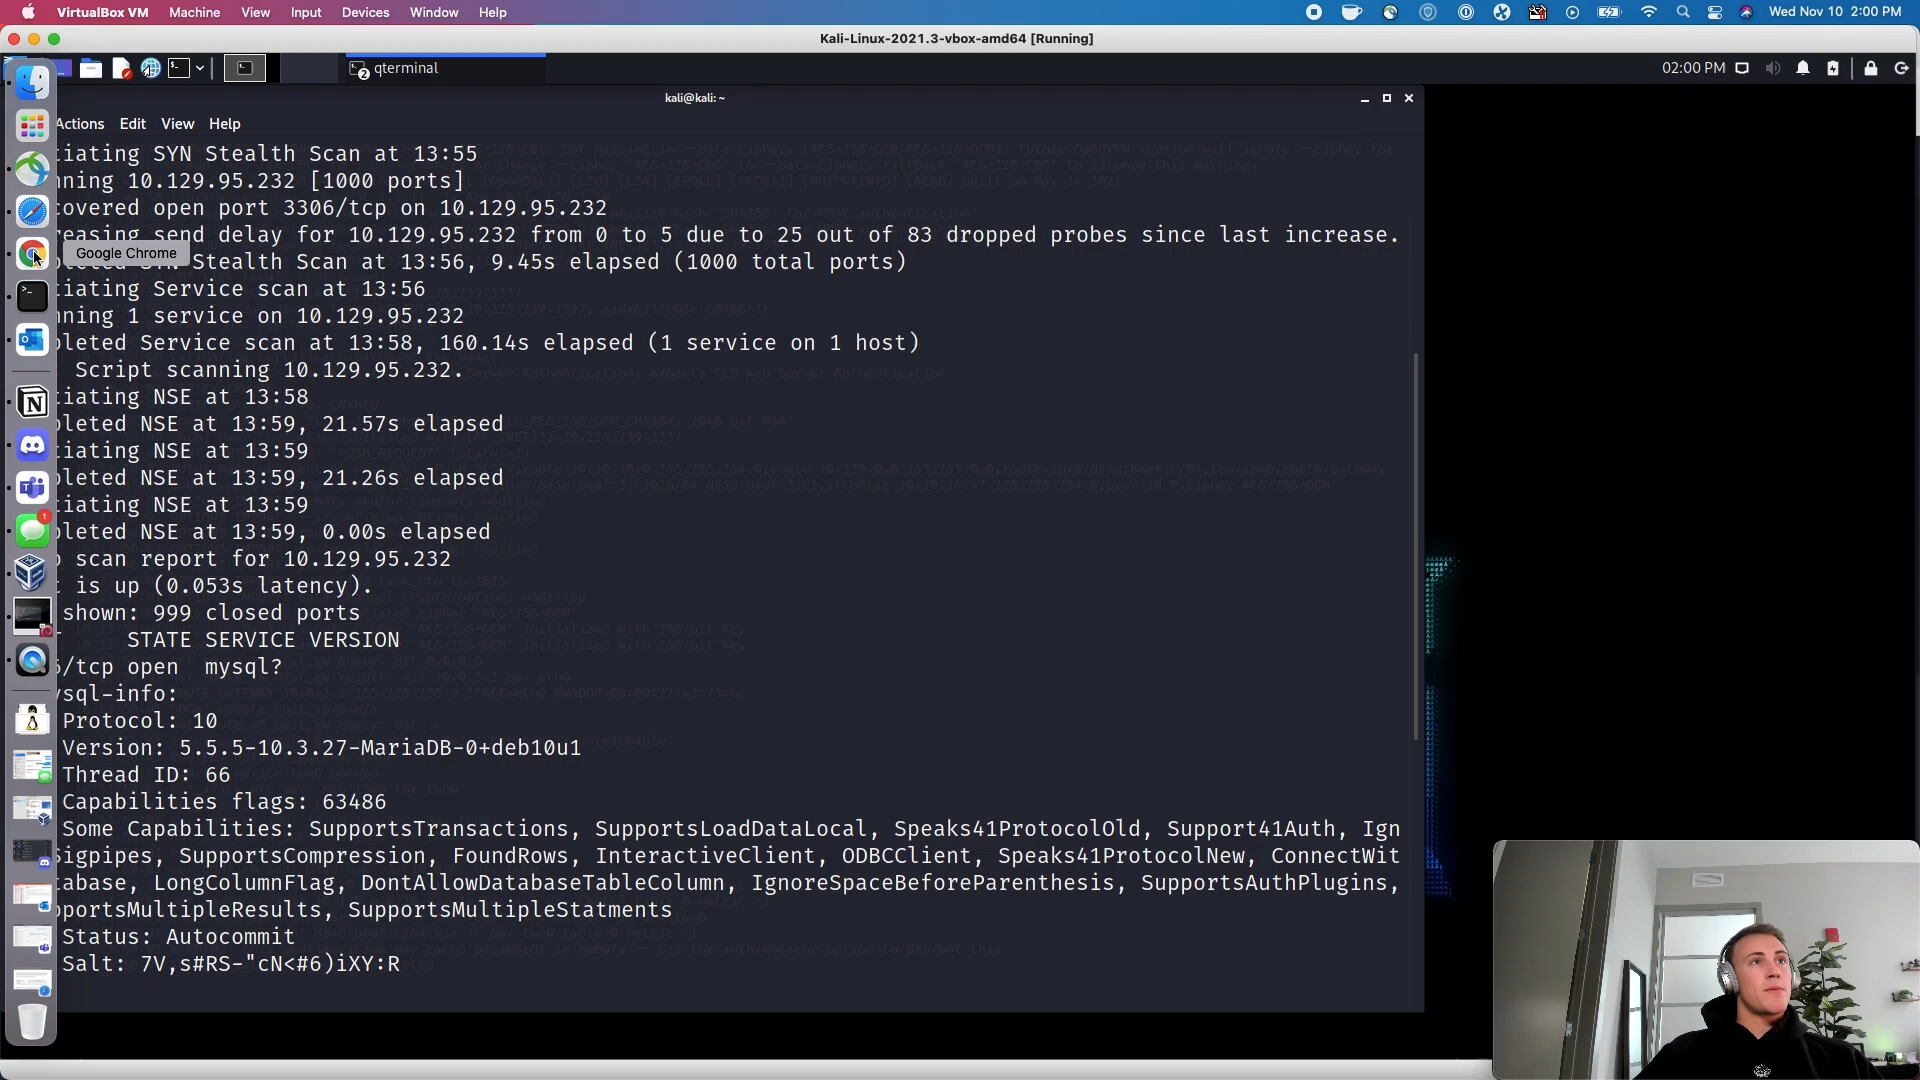 VirtualBox VM Machine View Input Devices Window Help Wed Nov 10 2:00 PM
Kali-Linux-2021.3-vbox-amd64 [Running]
2 qterminal 02:00 PM
kali@kali: ~
Actions Edit View Help
tiating SYN Stealth Scan at 13:55
nning 10.129.95.232 [1000 ports]
covered open port 3306/tcp on 10.129.95.232
reasing send delay for 10.129.95.232 from 0 to 5 due to 25 out of 83 dropped probes since last increase.
Google Chrome
Stealth Scan at 13:56, 9.45s elapsed (1000 total ports)
tiating Service scan at 13:56
nning 1 service on 10.129.95.232
pleted Service scan at 13:58, 160.14s elapsed (1 service on 1 host)
Script scanning 10.129.95.232.
tiating NSE at 13:58
pleted NSE at 13:59, 21.57s elapsed
tiating NSE at 13:59
pleted NSE at 13:59, 21.26s elapsed
tiating NSE at 13:59
pleted NSE at 13:59, 0.00s elapsed
scan report for 10.129.95.232
is up (0.053s latency).
shown: 999 closed ports
STATE SERVICE VERSION
/tcp open mysql?
ysql-info:
Protocol: 10
Version: 5.5.5-10.3.27-MariaDB-0+deb10u1
Thread ID: 66
Capabilities flags: 63486
Some Capabilities: SupportsTransactions, SupportsLoadDataLocal, Speaks41ProtocolOld, Support41Auth, Ign
Sigpipes, SupportsCompression, FoundRows, InteractiveClient, ODBCClient, Speaks41ProtocolNew, ConnectWit
tabase, LongColumnFlag, DontAllowDatabaseTableColumn, IgnoreSpaceBeforeParenthesis, SupportsAuthPlugins,
pportsMultipleResults, SupportsMultipleStatments
Status: Autocommit
Salt: 7V,s#RS-"cN<#6)iXY:R